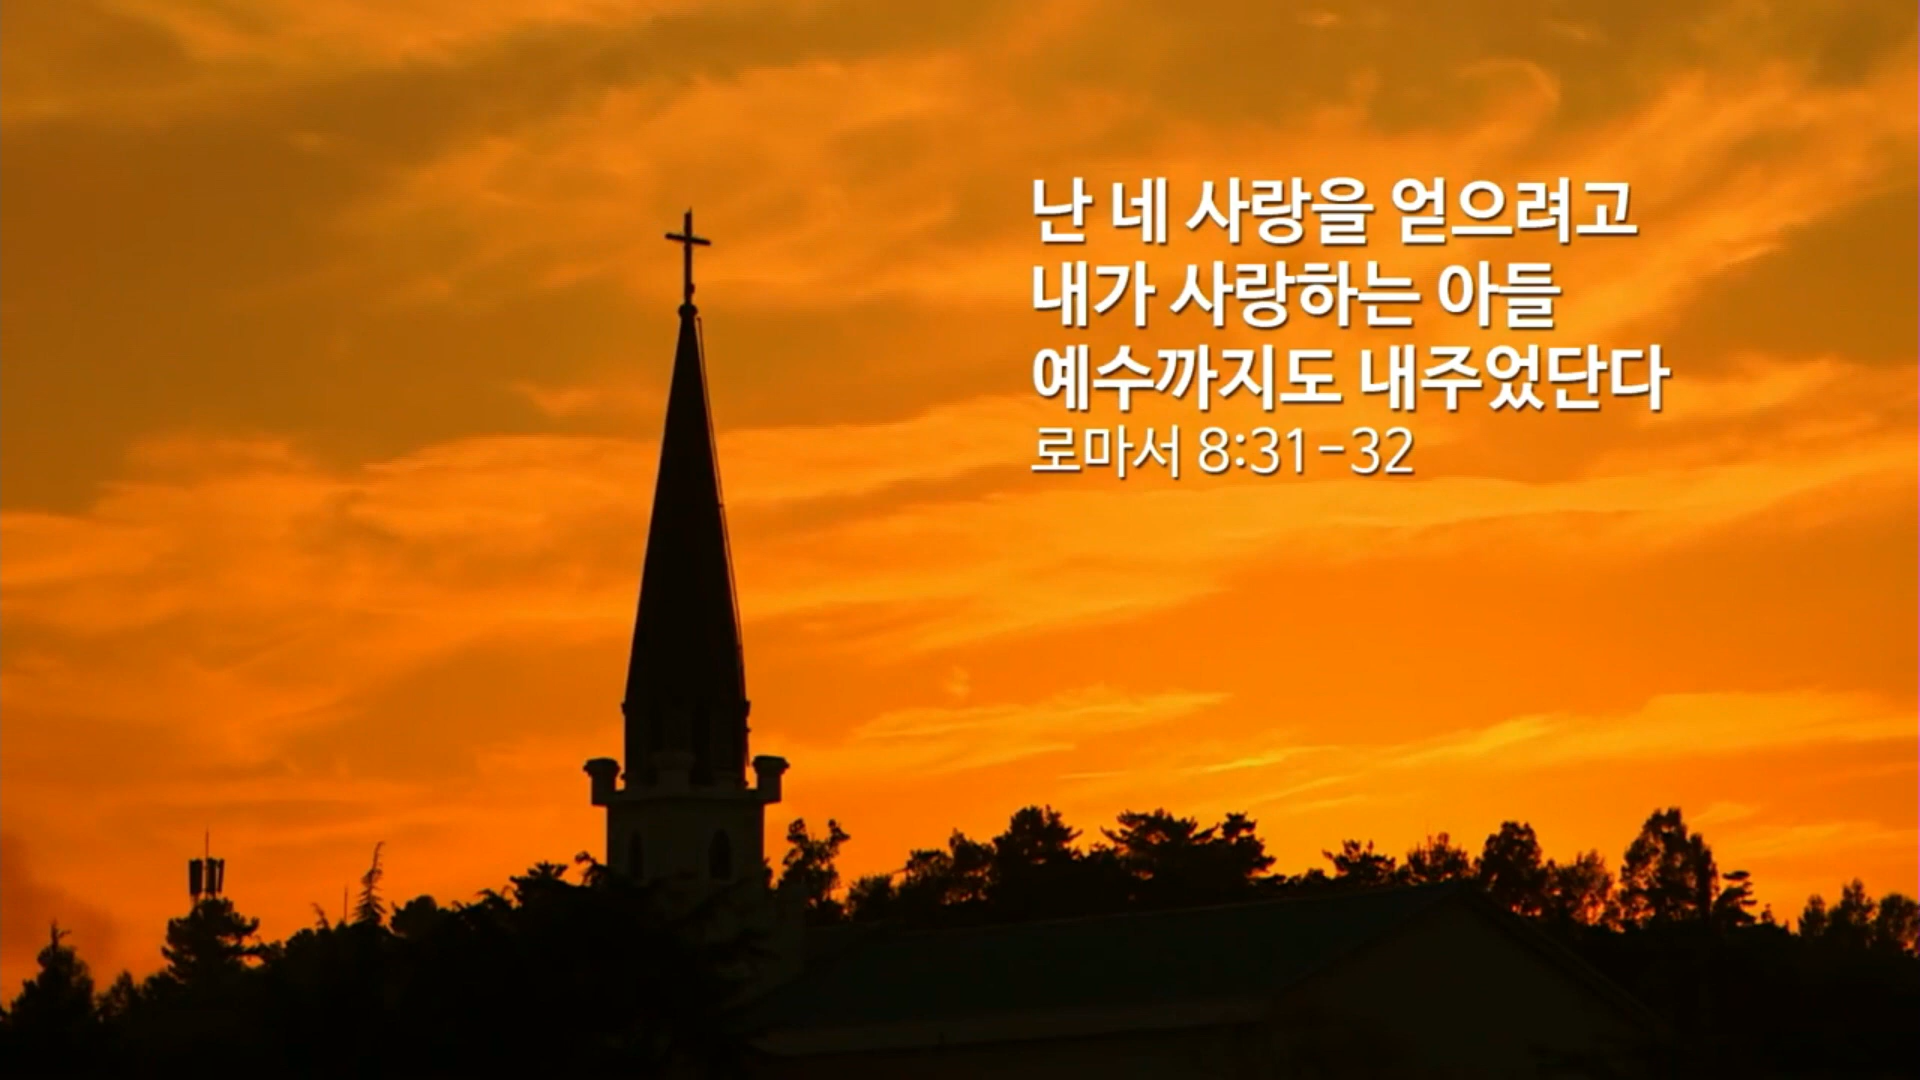 난 네 사랑을 얻으려고
내가 사랑하는 아들
예수까지도 내주었단다
로마서 8:31-32